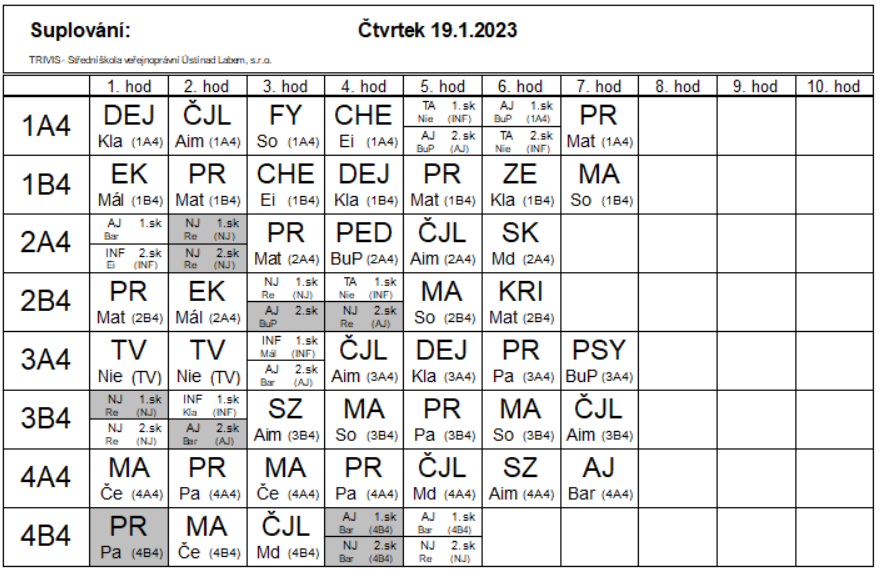 Suplování: Čtvrtek 19.1.2023
TRIVIS - Střední škola veřejnoprávní Ústí nad Labem, s.r.o.
1. hod 2. hod 3. hod 4. hod 5. hod 6. hod 7. hod 8. hod 9. hod 10. hod
1A4
DEJ
Kla (1A4)
ČJL
Aim (1A4)
FY
So (1A4)
CHE
Ei (1A4)
TA 1.sk
Nie (INF)
AJ 2.sk
BuP (AJ)
AJ 1.sk
BuP (1A4)
TA 2.sk
Nie (INF)
PR
Mat (1A4)
1B4
EK
Mál (1B4)
PR
Mat (1B4)
CHE
Ei (1B4)
DEJ
Kla (1B4)
PR
Mat (1B4)
ZE
Kla (1B4)
MA
So (1B4)
2A4
AJ 1.sk
Bar
INF 2.sk
Ei (INF)
NJ 1.sk
Re (NJ)
NJ 2.sk
Re (NJ)
PR
Mat (2A4)
PED
BuP (2A4)
ČJL
Aim (2A4)
SK
Md (2A4)
2B4
PR
Mat (2B4)
EK
Mál (2A4)
NJ 1.sk
Re (NJ)
AJ 2.sk
BuP
TA 1.sk
Nie (INF)
NJ 2.sk
Re (AJ)
MA
So (2B4)
KRI
Mat (2B4)
3A4
TV
Nie (TV)
TV
Nie (TV)
INF 1.sk
Mál (INF)
AJ 2.sk
Bar (AJ)
ČJL
Aim (3A4)
DEJ
Kla (3A4)
PR
Pa (3A4)
PSY
BuP (3A4)
3B4
NJ 1.sk
Re (NJ)
NJ 2.sk
Re (NJ)
INF 1.sk
Kla (INF)
AJ 2.sk
Bar (AJ)
SZ
Aim (3B4)
MA
So (3B4)
PR
Pa (3B4)
MA
So (3B4)
ČJL
Aim (3B4)
4A4
MA
Če (4A4)
PR
Pa (4A4)
MA
Če (4A4)
PR
Pa (4A4)
ČJL
Md (4A4)
SZ
Aim (4A4)
AJ
Bar (4A4)
4B4
PR
Pa (4B4)
MA
Če (4B4)
ČJL
Md (4B4)
AJ 1.sk
Bar (4B4)
NJ 2.sk
Bar (4B4)
AJ 1.sk
Bar (4B4)
NJ 2.sk
Re (NJ)